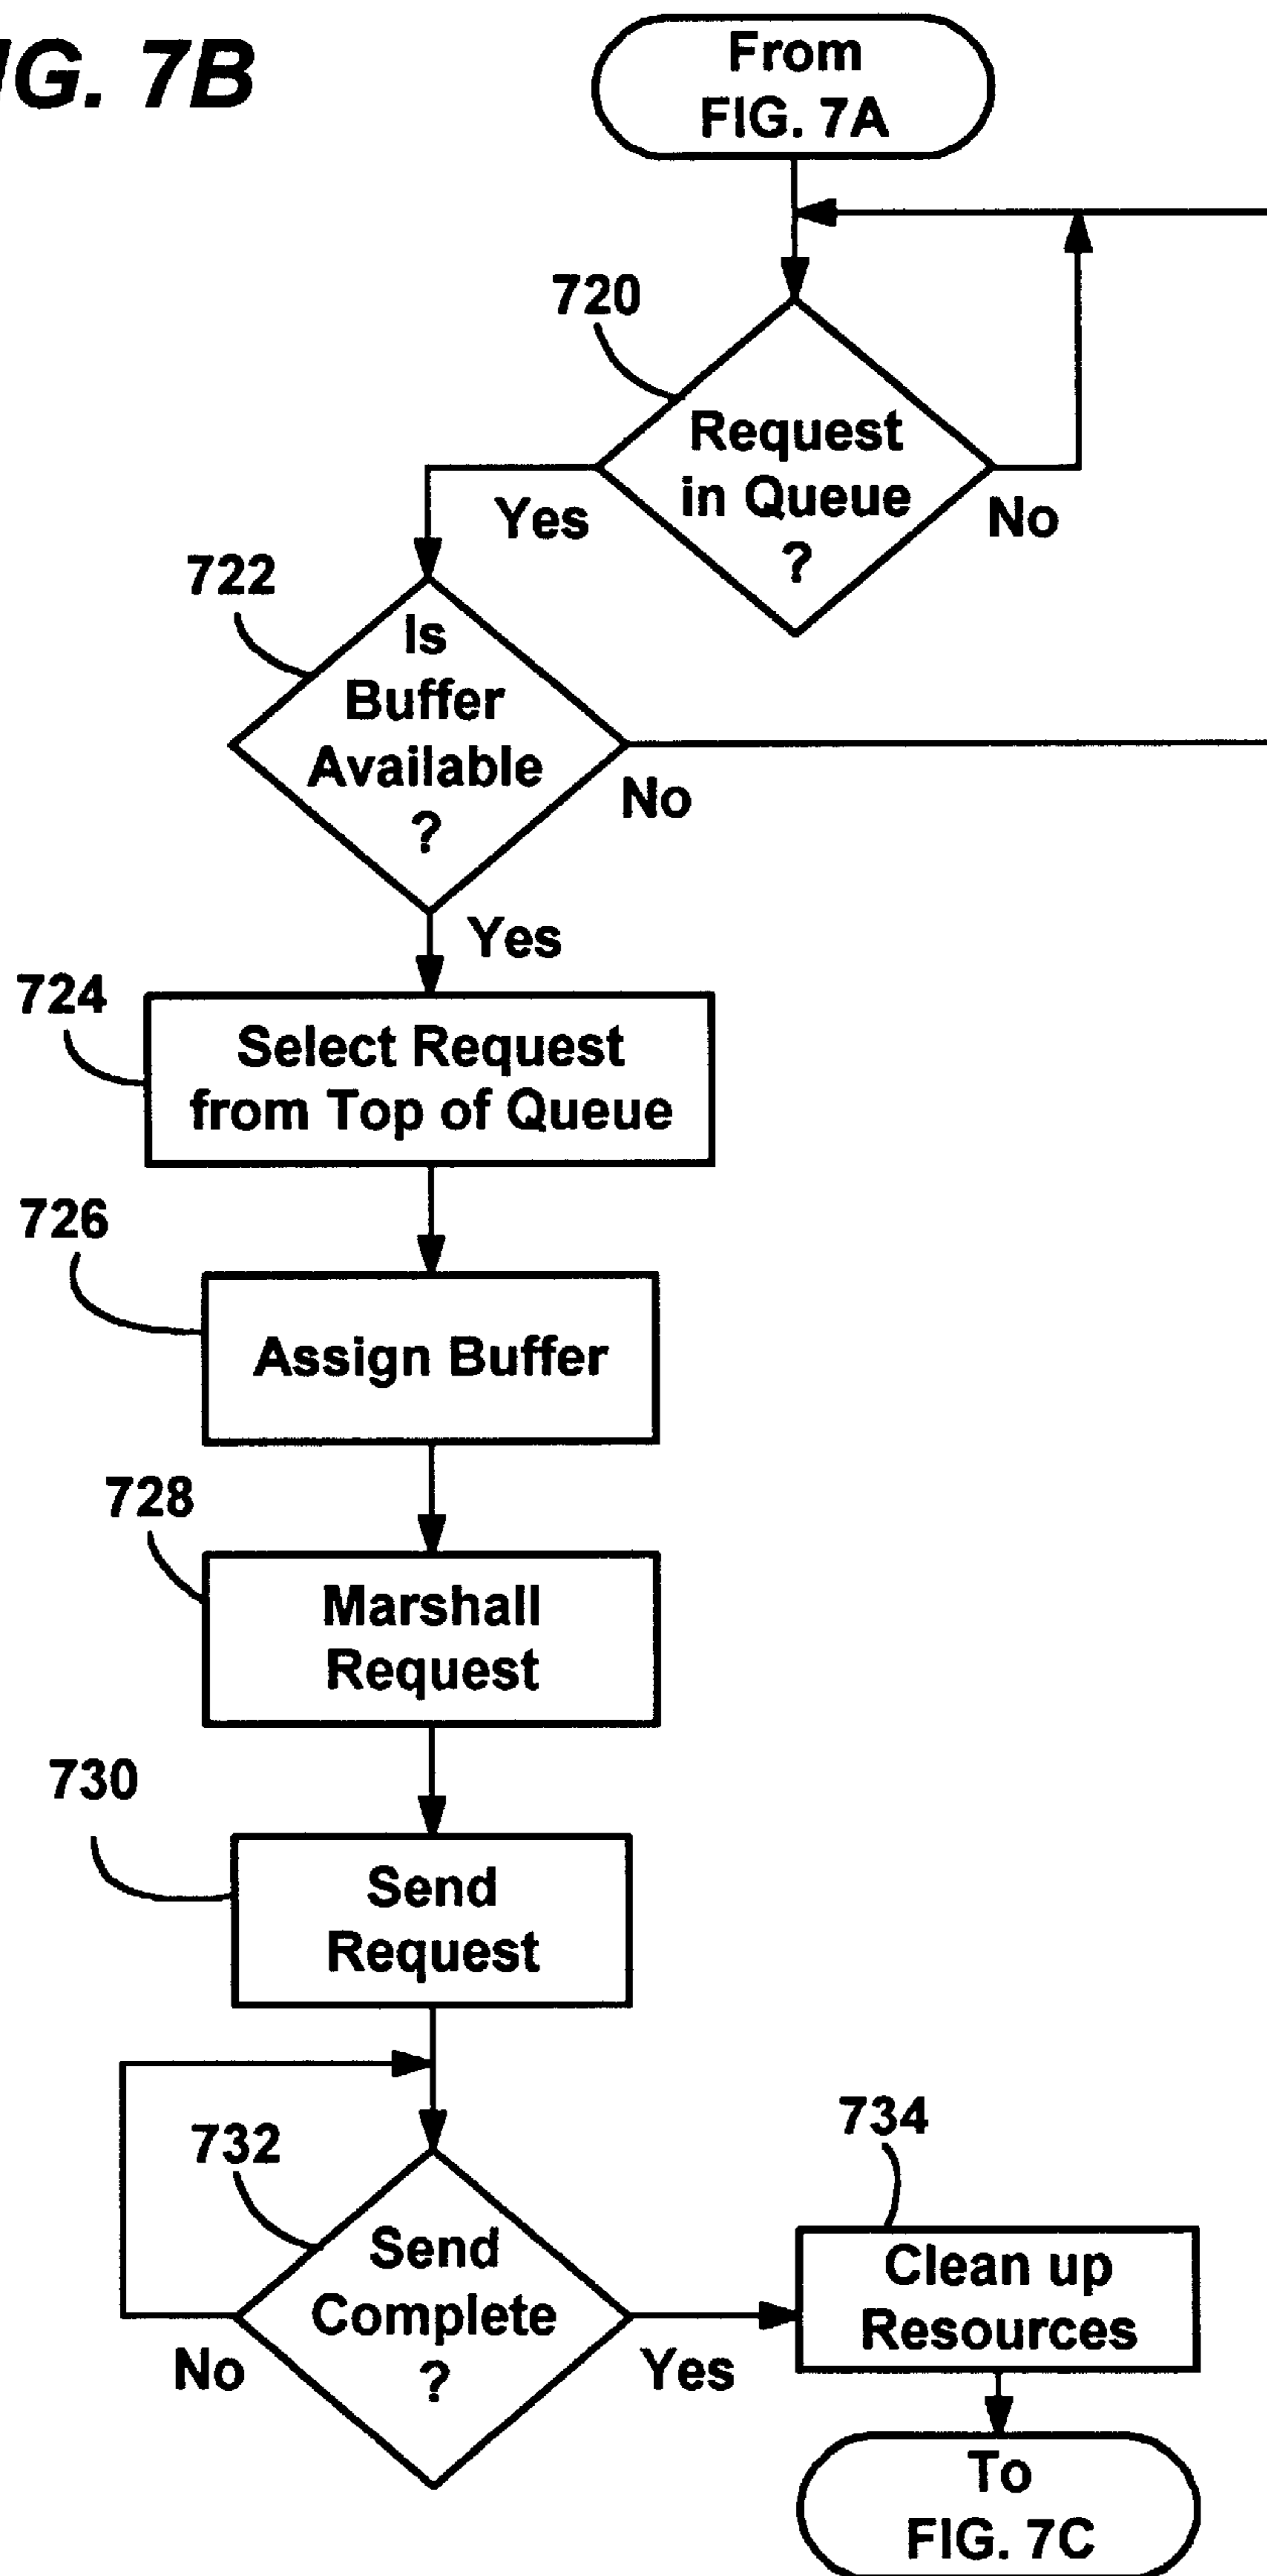 IG. 7B
From
FIG. 7A
720
Request
in Queue
?
Yes
No
722
Is
Buffer
Available
?
No
Yes
724
Select Request
from Top of Queue
726
Assign Buffer
728
Marshall
Request
730
Send
Request
732
Send
Complete
?
No
Yes
734
Clean up
Resources
To
FIG. 7C